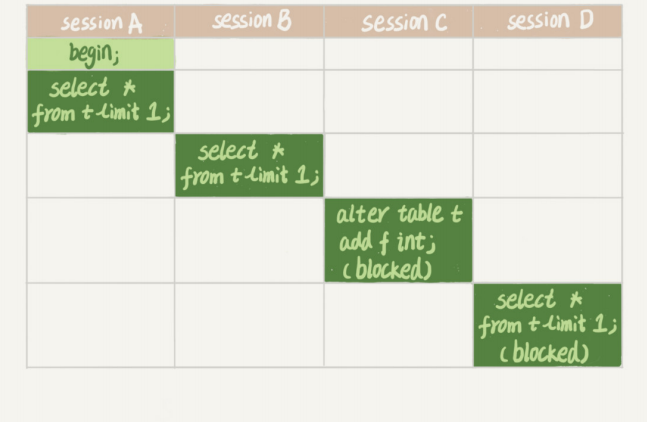 session A
session B
session C
session D
begin;
select *
from t limit 1;
select *
from t limit 1;
alter table t
add f int;
(blocked)
select *
from t limit 1;
(blocked)